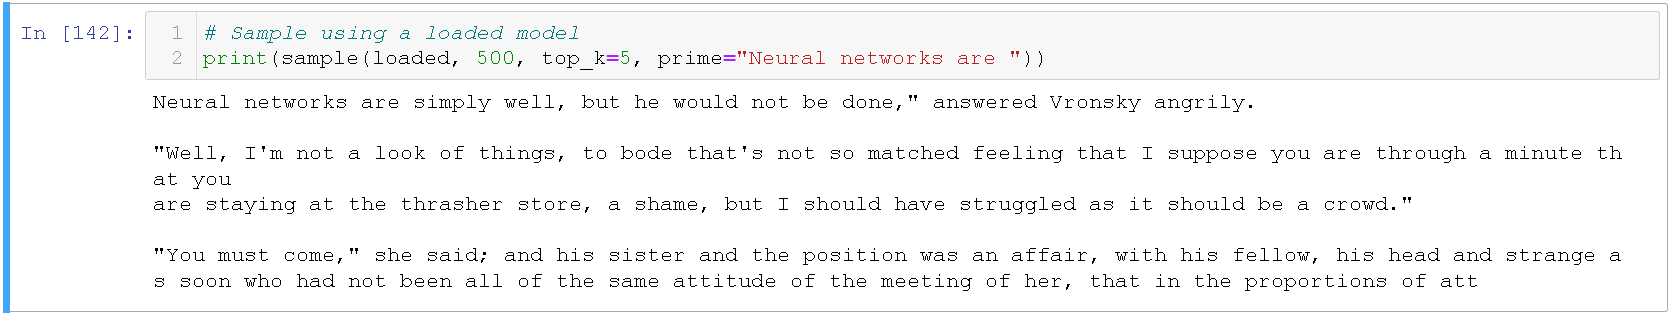 In [142]:
1 # Sample using a loaded model
2 print(sample(loaded, 500, top_k=5, prime="Neural networks are "))
Neural networks are simply well, but he would not be done," answered Vronsky angrily.
"Well, I'm not a look of things, to bode that's not so matched feeling that I suppose you are through a minute th
at you
are staying at the thrasher store, a shame, but I should have struggled as it should be a crowd."
"You must come," she said; and his sister and the position was an affair, with his fellow, his head and strange a
s soon who had not been all of the same attitude of the meeting of her, that in the proportions of att